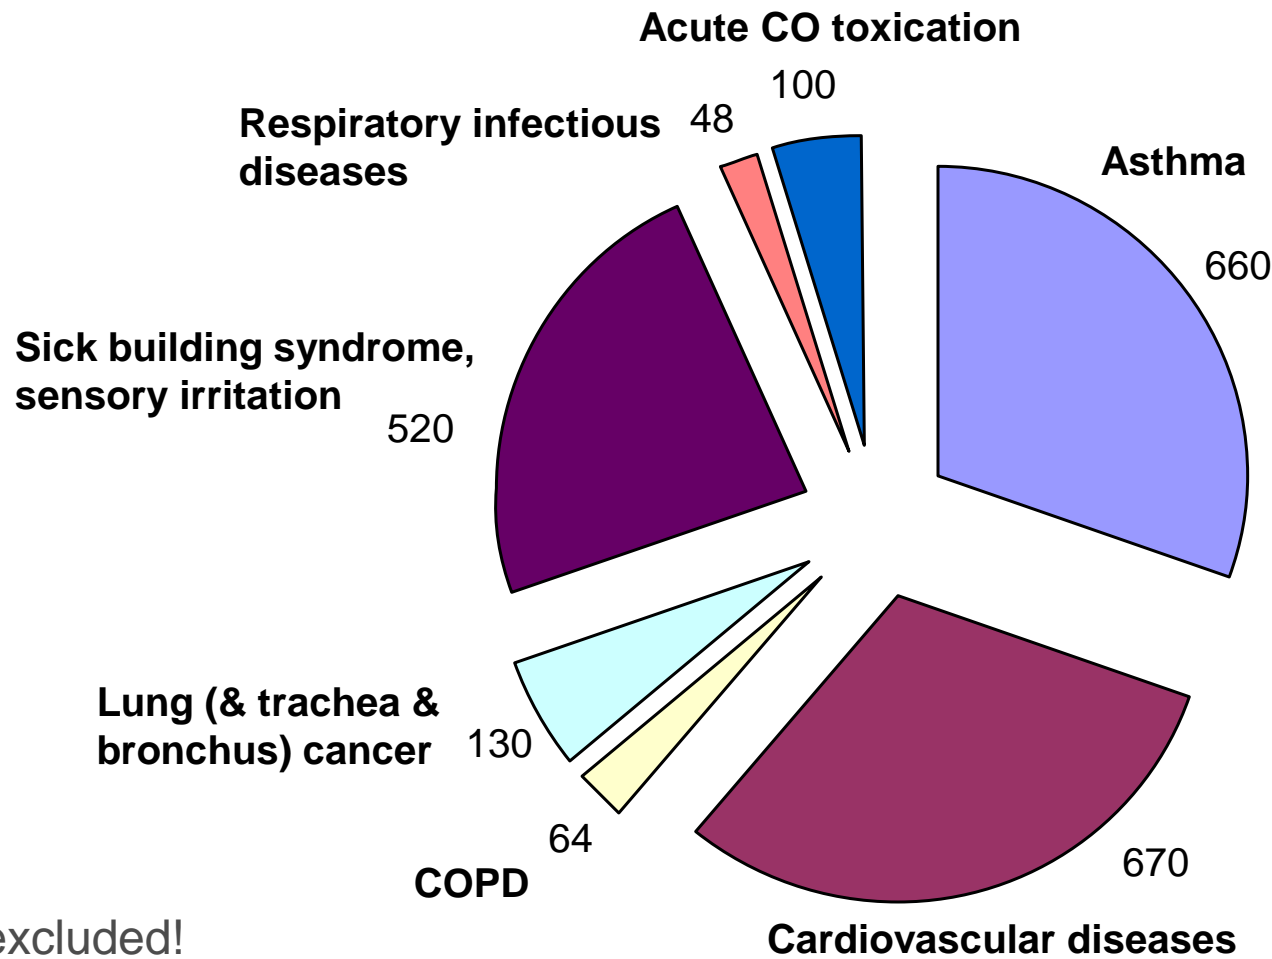 Acute CO toxication
100
Respiratory infectious
diseases
48
Asthma
660
Sick building syndrome,
sensory irritation
520
Lung (& trachea &
bronchus) cancer
130
64
COPD
670
Cardiovascular diseases
excluded!